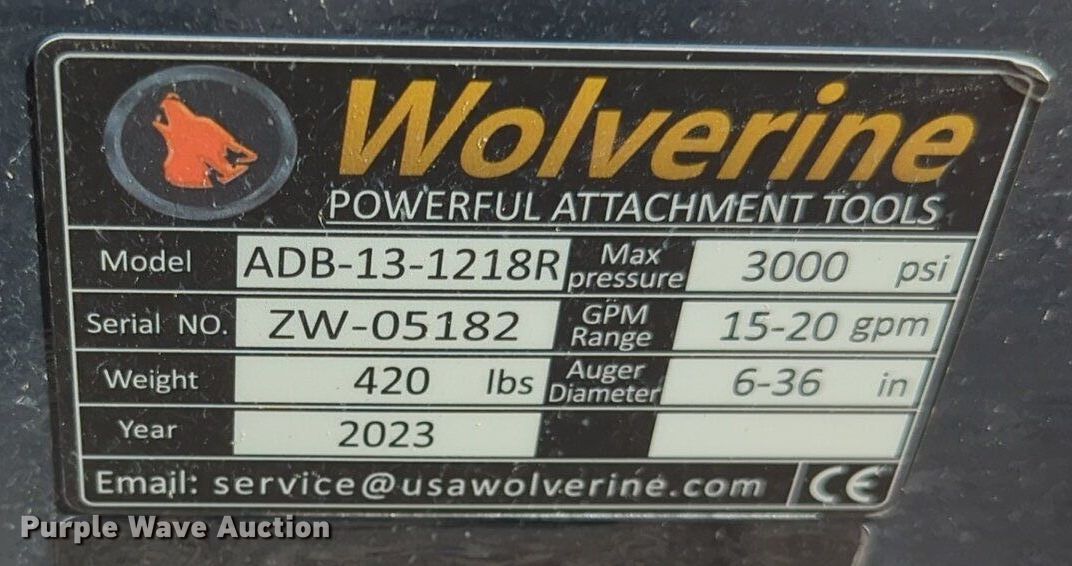 Wolverine
POWERFUL ATTACHMENT TOOLS
Model ADB-13-1218R Max pressure 3000 psi
Serial NO. ZW-05182 GPM Range 15-20 gpm
Weight 420 lbs Auger Diameter 6-36 in
Year 2023
Email: service@usawolverine.com CE
Purple Wave Auction